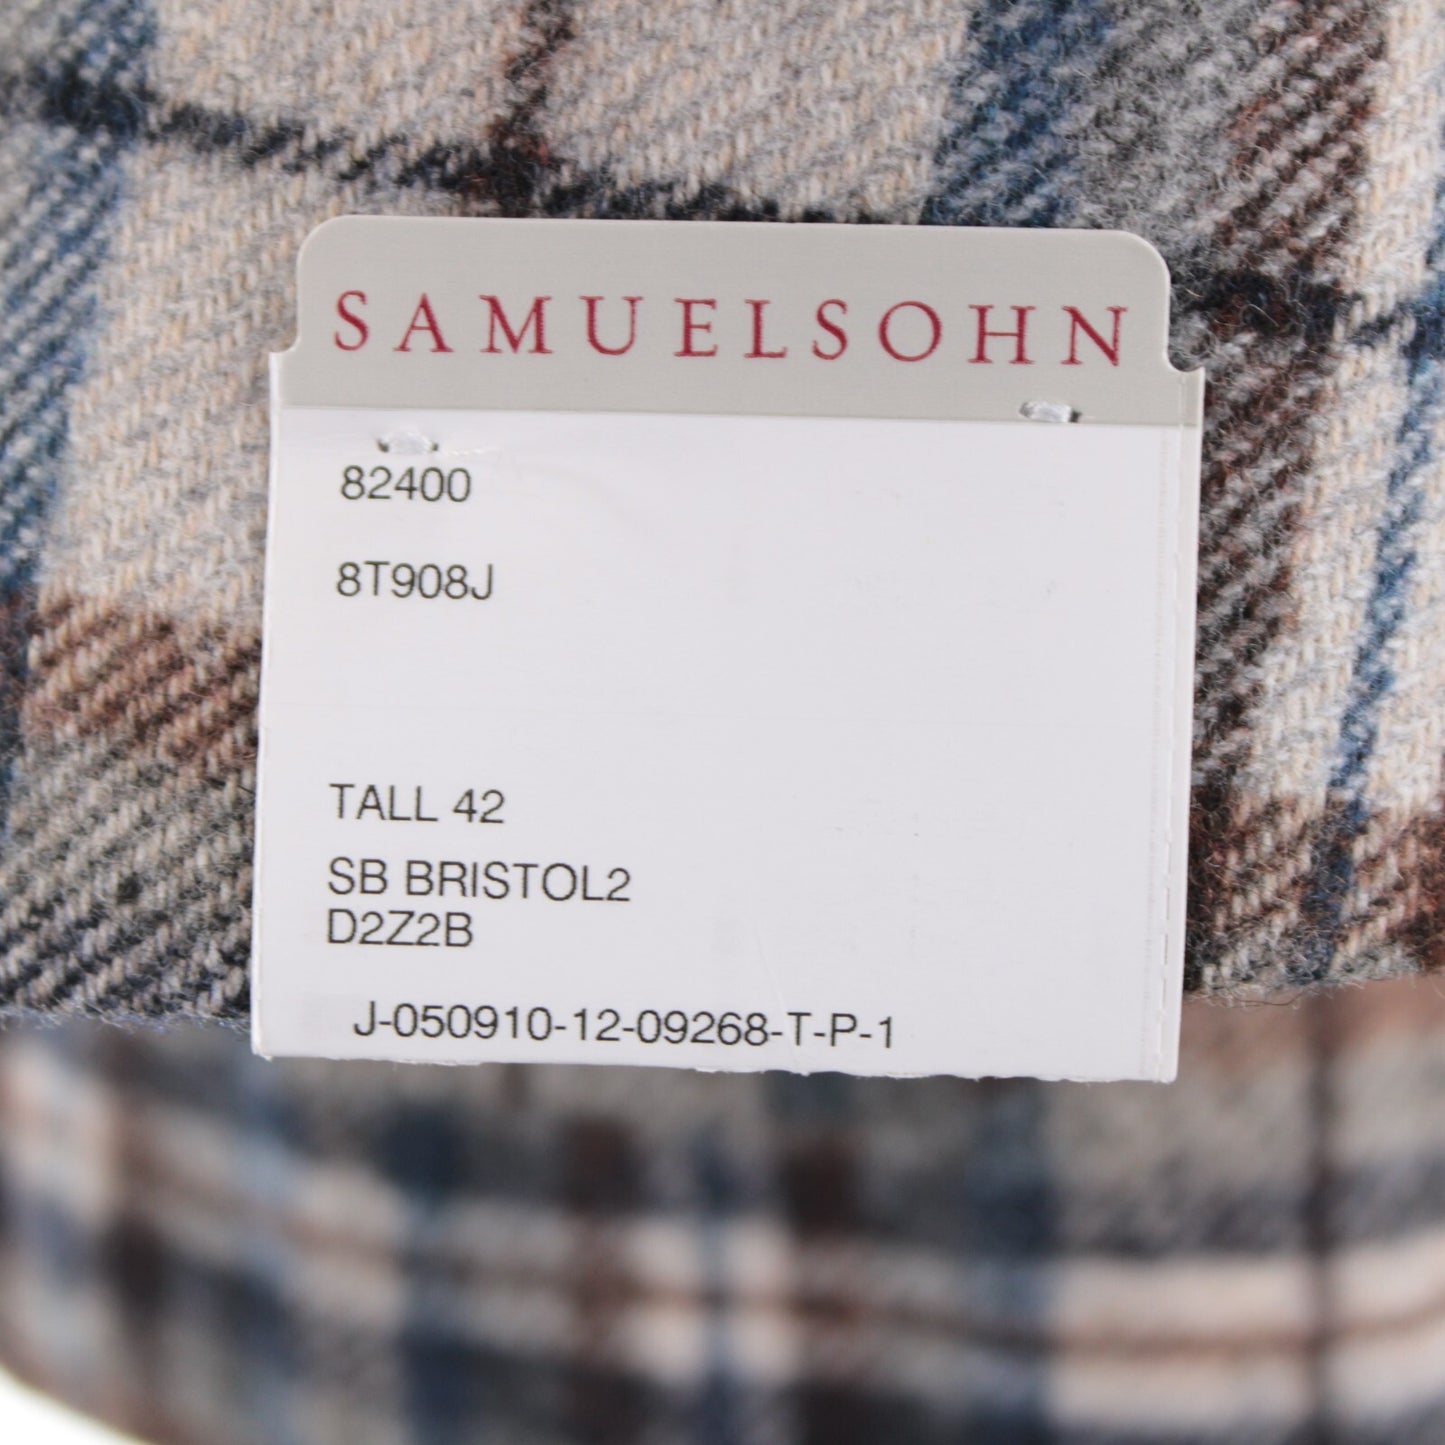 SAMUELSOHN
82400
8T908J
TALL 42
SB BRISTOL2
D2Z2B
J-050910-12-09268-T-P-1